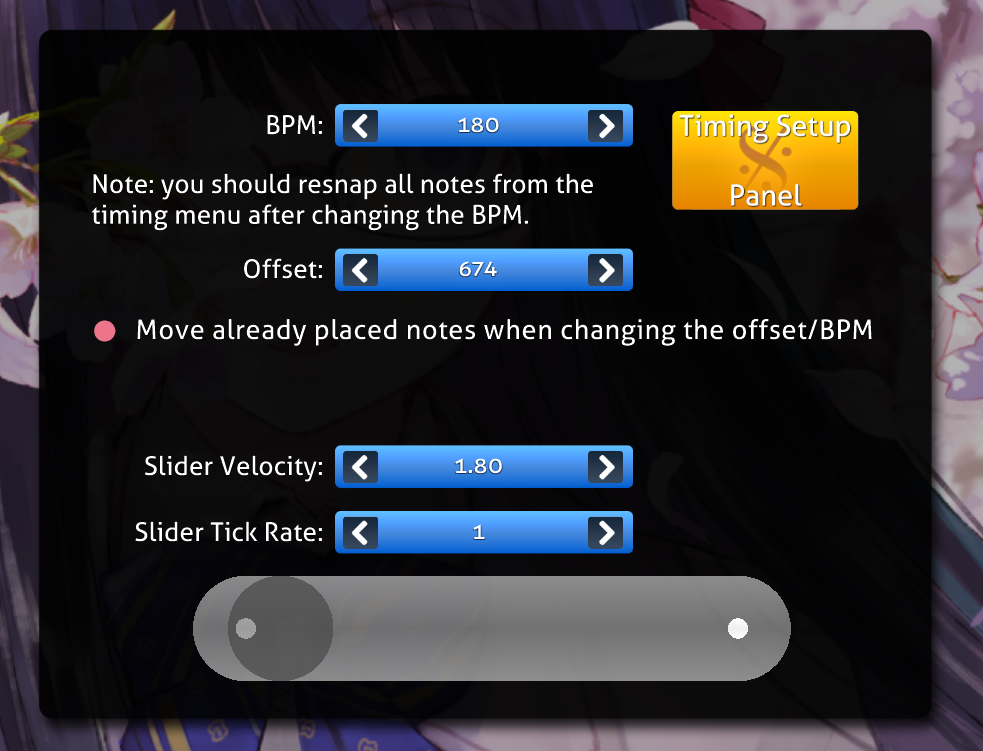 BPM: 180
Timing Setup
Panel
Note: you should resnap all notes from the
timing menu after changing the BPM.
Offset: 674
Move already placed notes when changing the offset/BPM
Slider Velocity: 1.80
Slider Tick Rate: 1